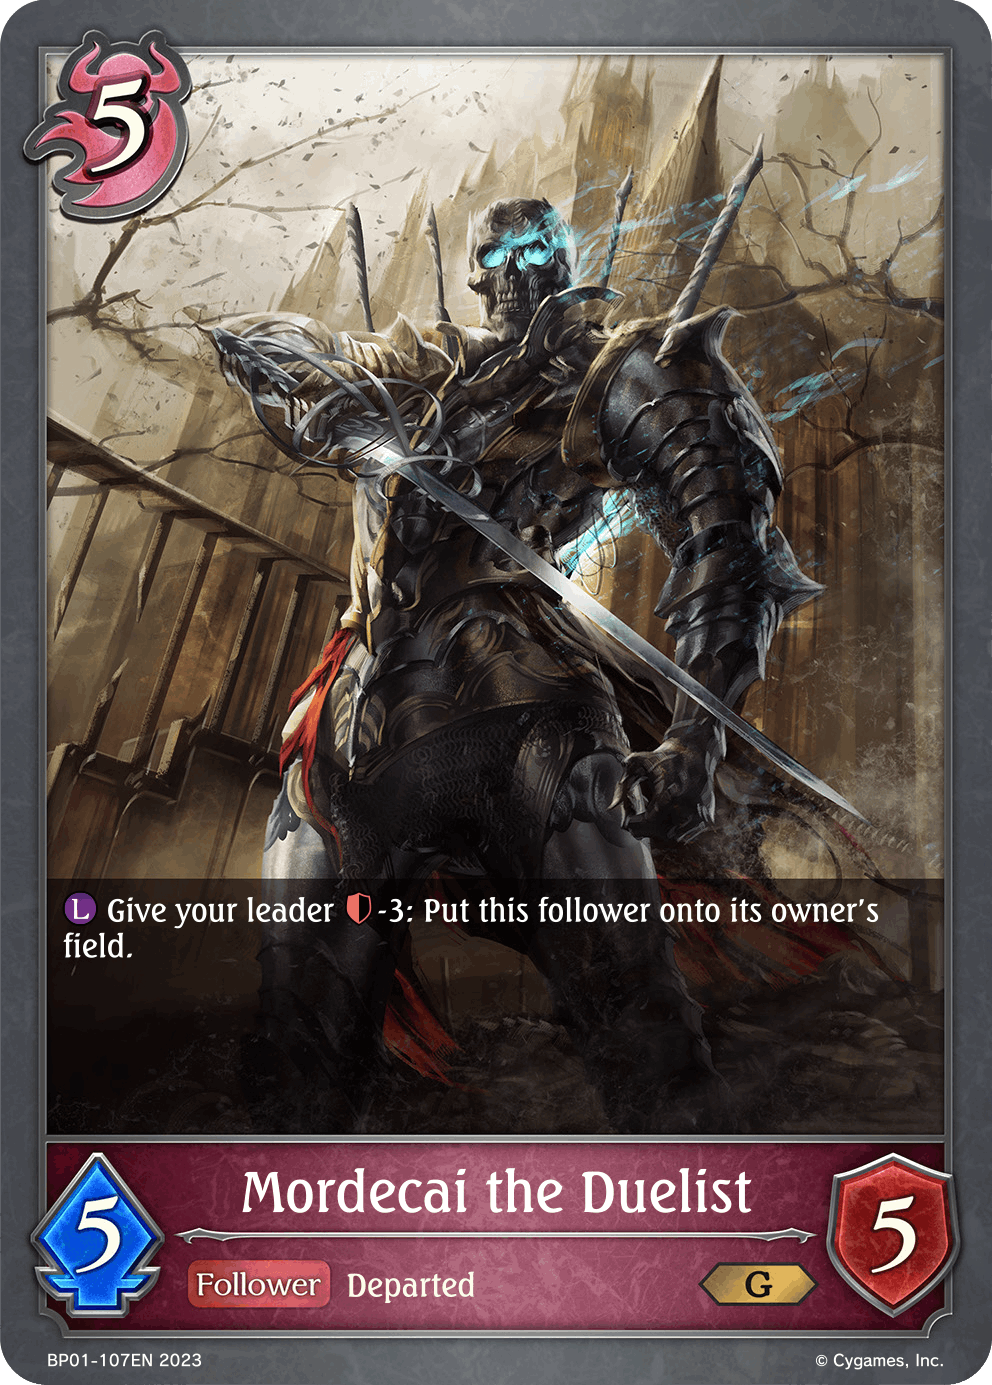 5
L Give your leader -3: Put this follower onto its owner's
field.
Mordecai the Duelist
5
5
Follower Departed
G
BP01-107EN 2023
© Cygames, Inc.